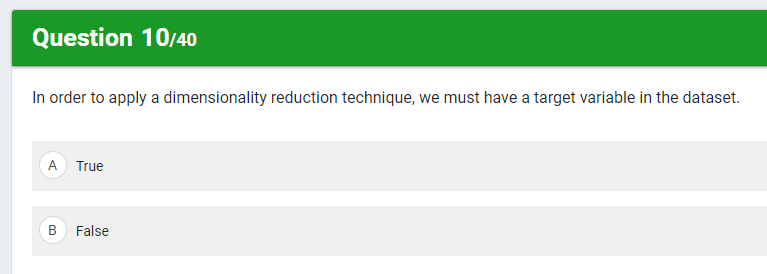 Question 10/40
In order to apply a dimensionality reduction technique, we must have a target variable in the dataset.
A True
B False